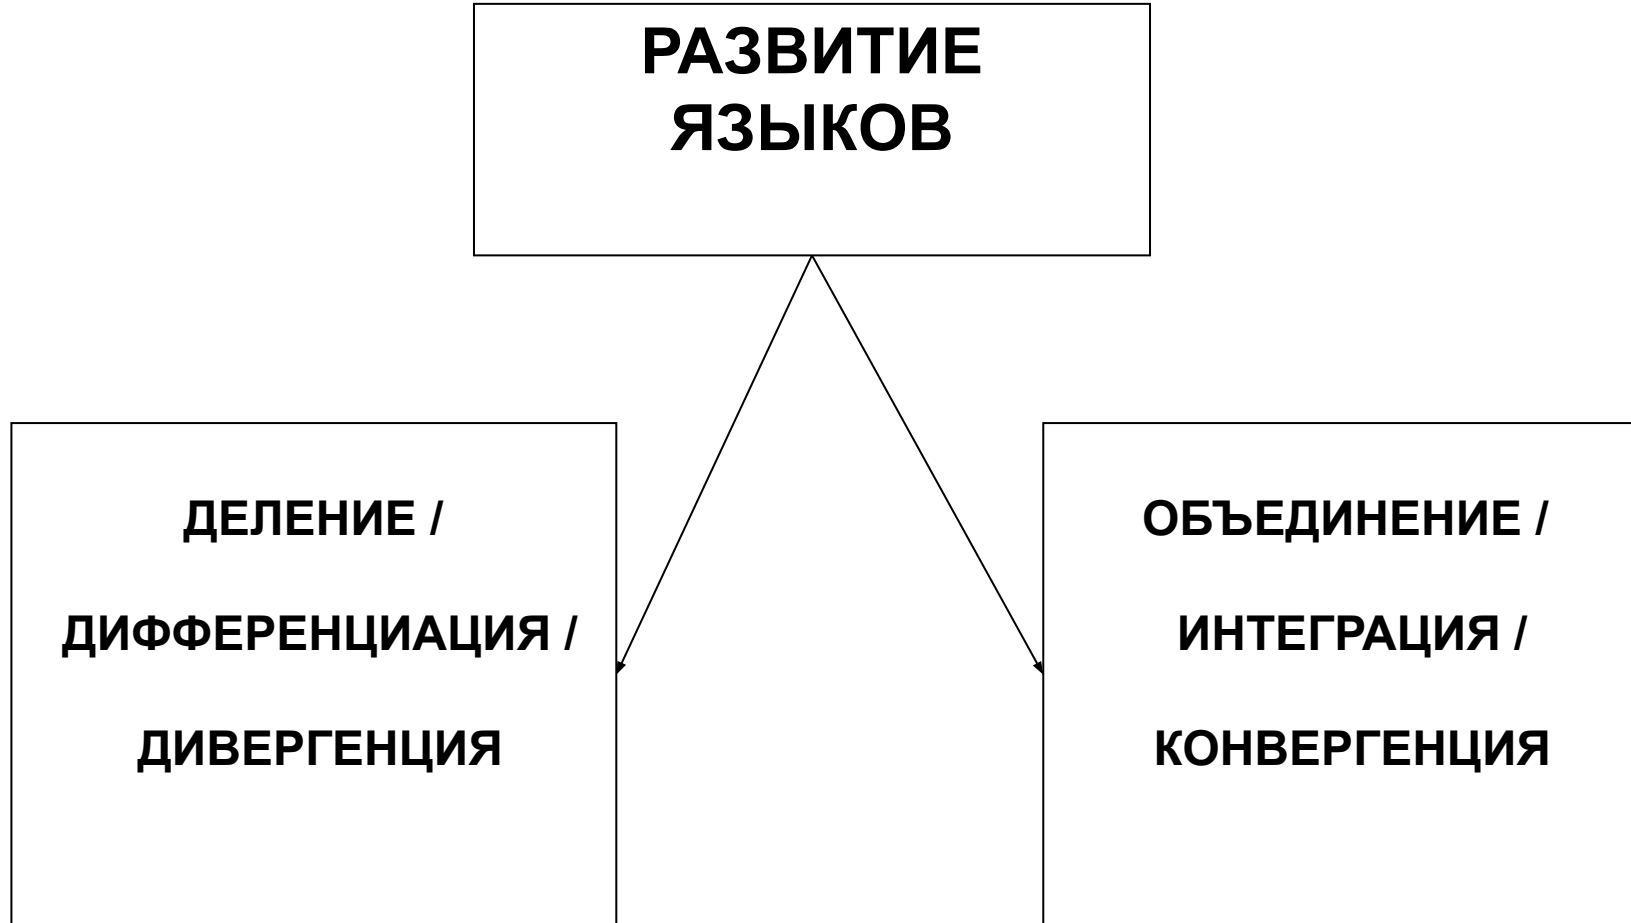 РАЗВИТИЕ
ЯЗЫКОВ
ДЕЛЕНИЕ /
ДИФФЕРЕНЦИАЦИЯ /
ДИВЕРГЕНЦИЯ
ОБЪЕДИНЕНИЕ /
ИНТЕГРАЦИЯ /
КОНВЕРГЕНЦИЯ